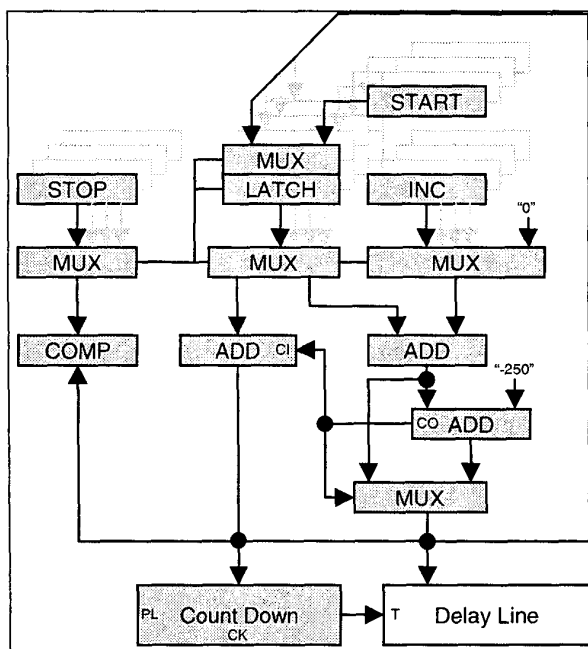 START
MUX
STOP
LATCH
INC
"0"
MUX
MUX
MUX
COMP
ADD CI
ADD
"-250"
CO ADD
MUX
PL Count Down
CK
T Delay Line